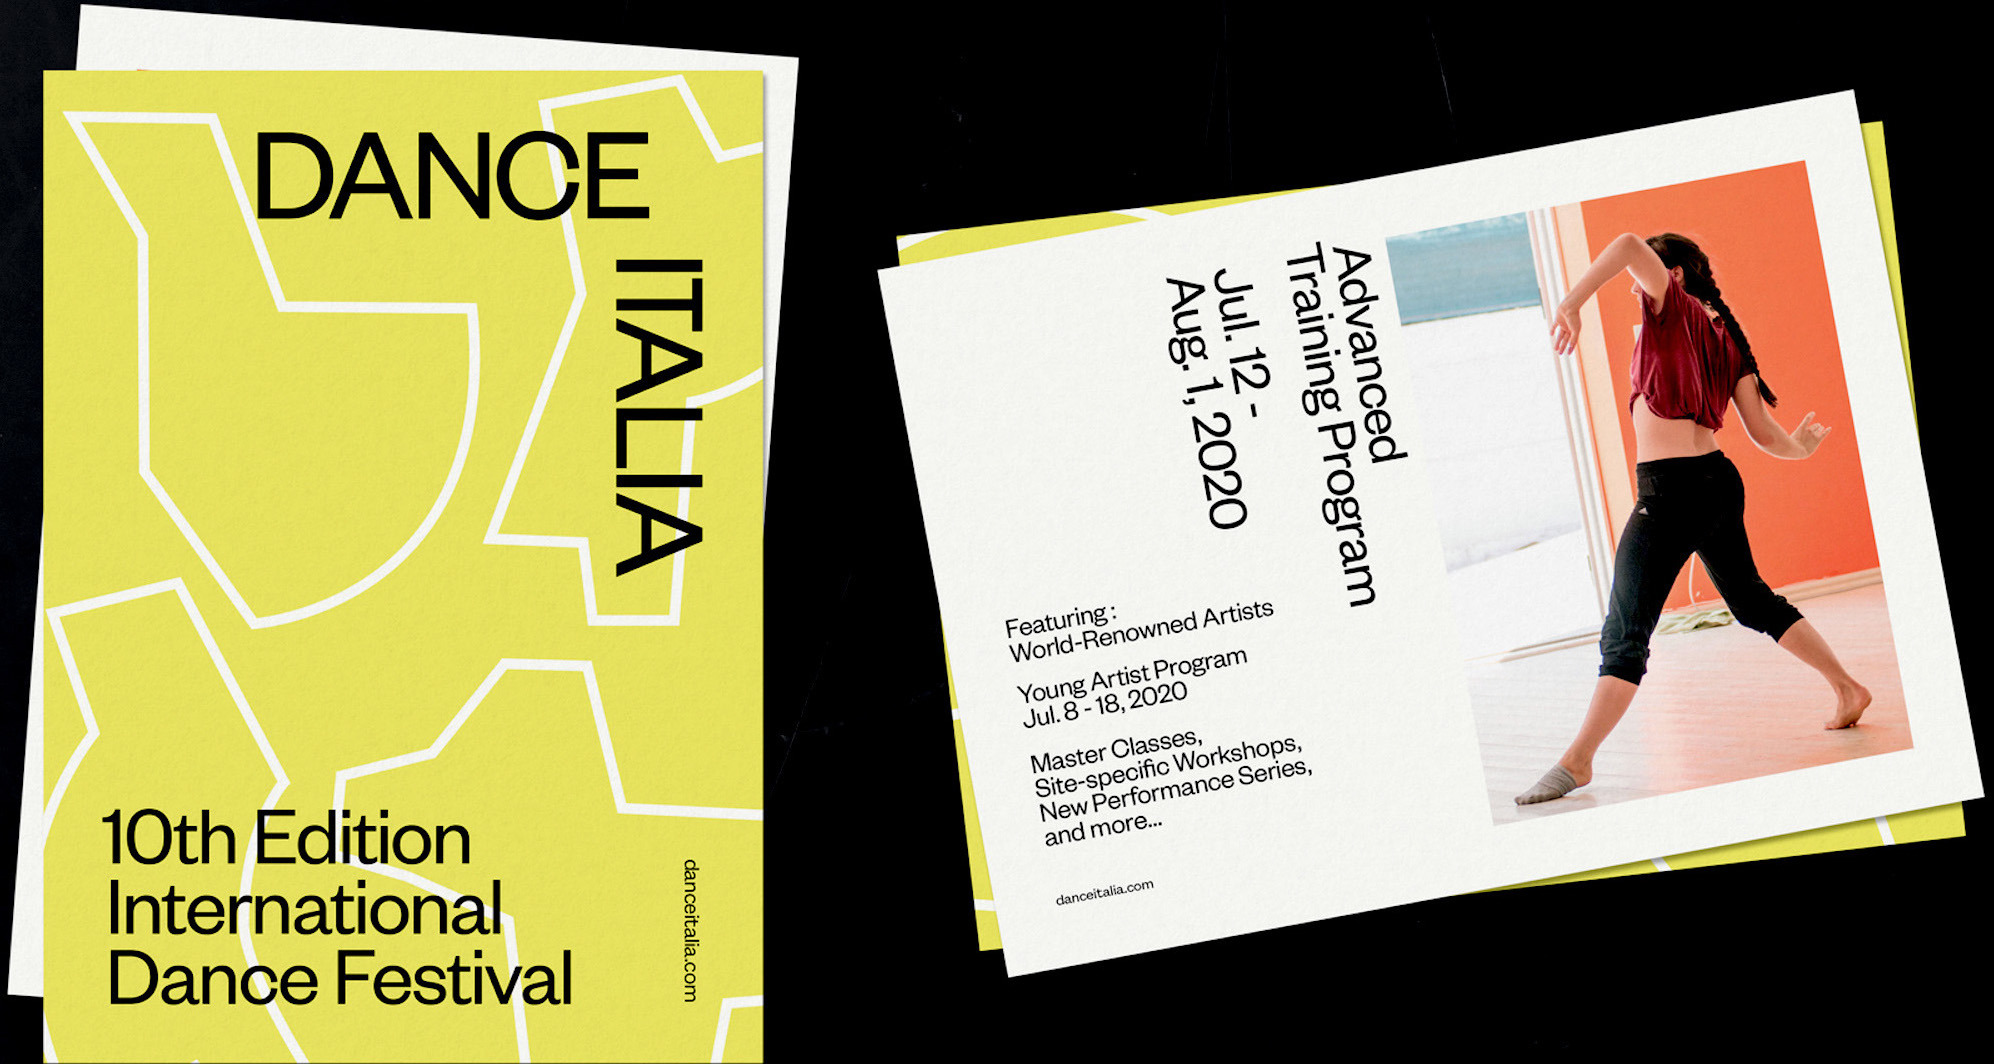 DANCE
ITALIA
10th Edition
International
Dance Festival
danceitalia.com
Advanced
Training Program
Jul. 12 -
Aug. 1, 2020
Featuring :
World-Renowned Artists
Young Artist Program
Jul. 8 - 18, 2020
Master Classes,
Site-specific Workshops,
New Performance Series,
and more...
danceitalia.com